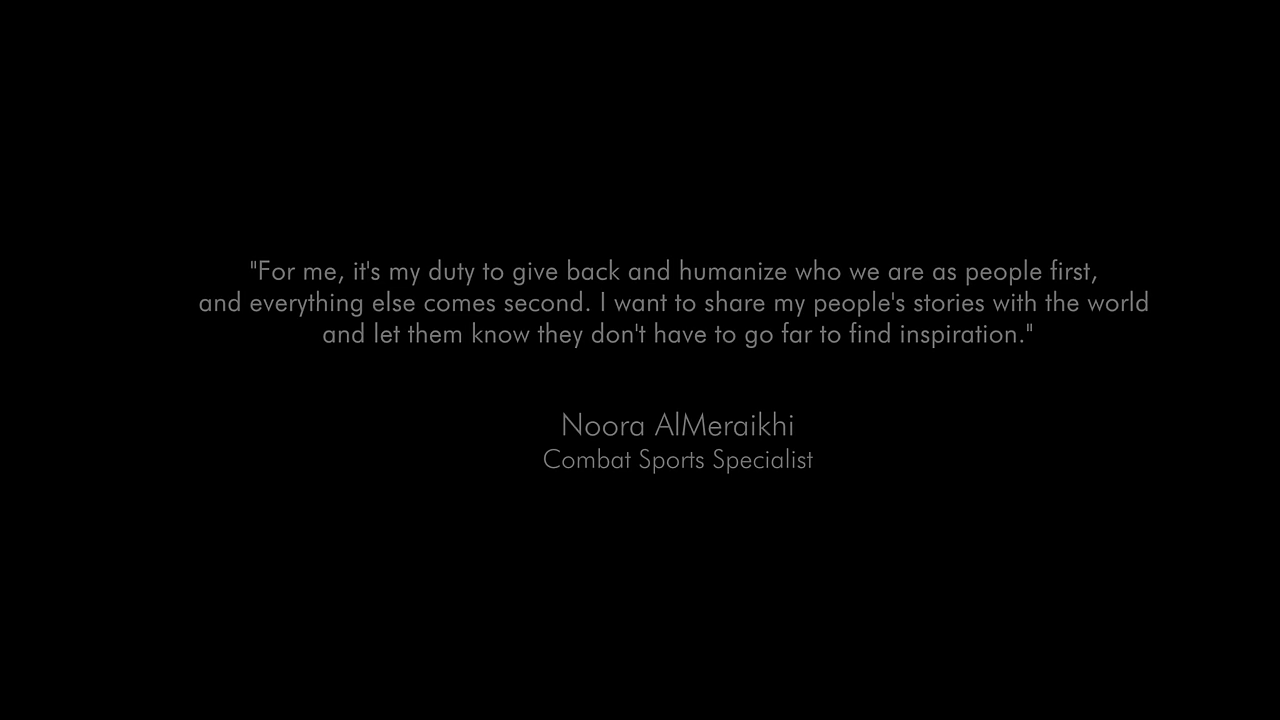 "For me, it's my duty to give back and humanize who we are as people first,
and everything else comes second. I want to share my people's stories with the world
and let them know they don't have to go far to find inspiration."
Noora AlMeraikhi
Combat Sports Specialist